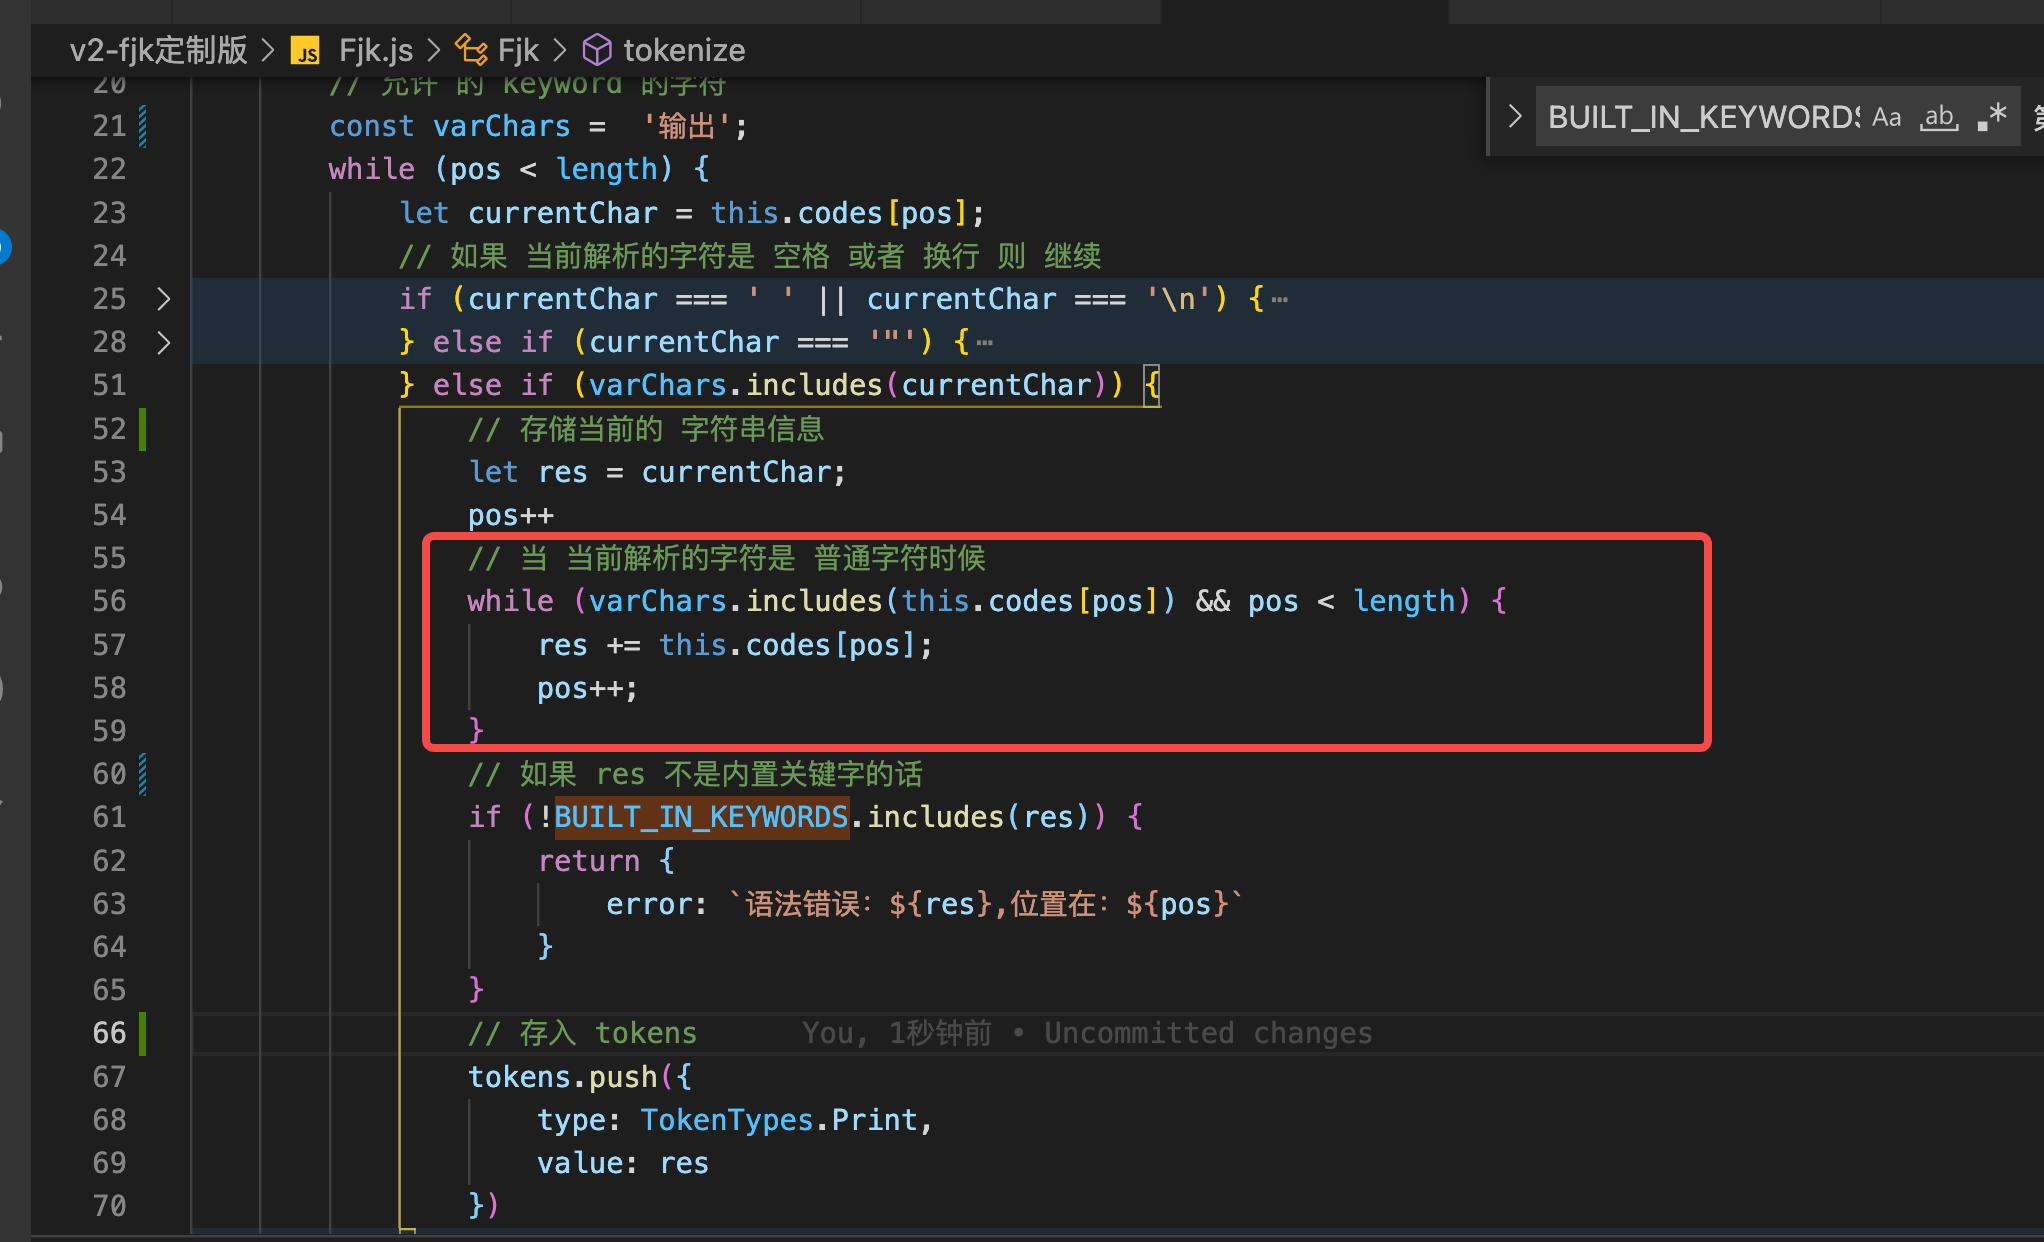 v2-fjk定制版 > JS Fjk.js > Fjk > tokenize
BUILT_IN_KEYWORDS Aa ab .*
20 // 允许 的 keyword 的字符
21 const varChars =  '输出';
22 while (pos < length) {
23 let currentChar = this.codes[pos];
24 // 如果 当前解析的字符是 空格 或者 换行 则 继续
25 if (currentChar === ' ' || currentChar === '\n') {⋯
28 } else if (currentChar === '"') {⋯
51 } else if (varChars.includes(currentChar)) {
52 // 存储当前的 字符串信息
53 let res = currentChar;
54 pos++
55 // 当 当前解析的字符是 普通字符时候
56 while (varChars.includes(this.codes[pos]) && pos < length) {
57 res += this.codes[pos];
58 pos++;
59 }
60 // 如果 res 不是内置关键字的话
61 if (!BUILT_IN_KEYWORDS.includes(res)) {
62 return {
63 error: `语法错误: ${res},位置在: ${pos}`
64 }
65 }
66 // 存入 tokens You, 1秒钟前 • Uncommitted changes
67 tokens.push({
68 type: TokenTypes.Print,
69 value: res
70 })